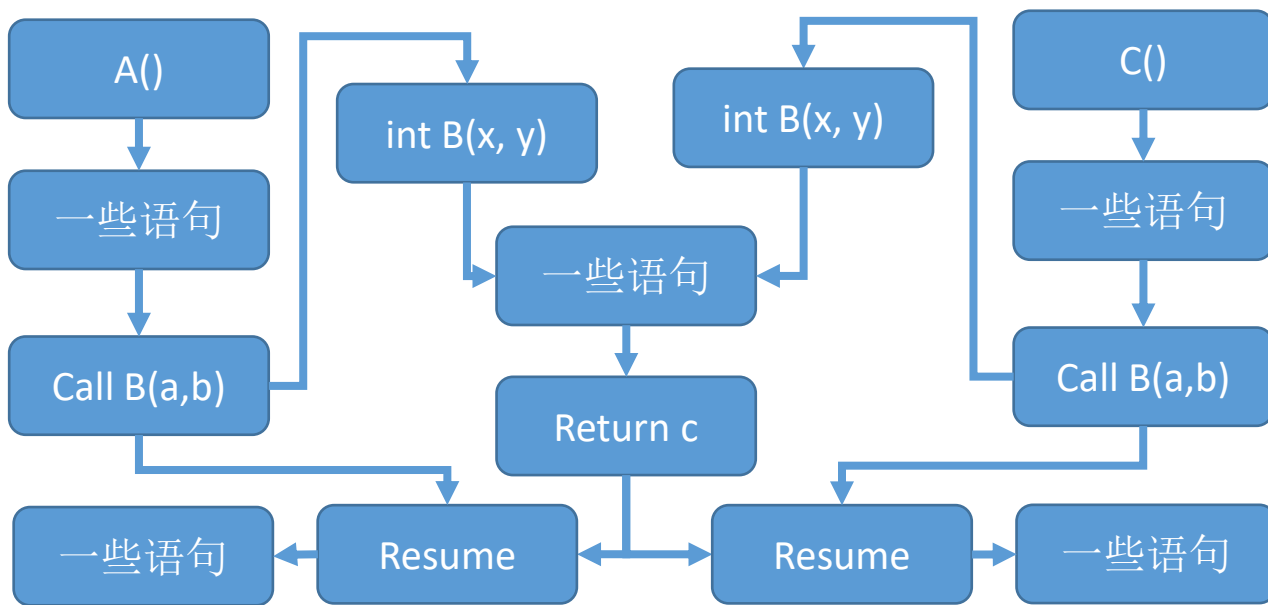 A()
C()
int B(x, y)
int B(x, y)
一些语句
一些语句
一些语句
Call B(a,b)
Call B(a,b)
Return c
一些语句
Resume
Resume
一些语句